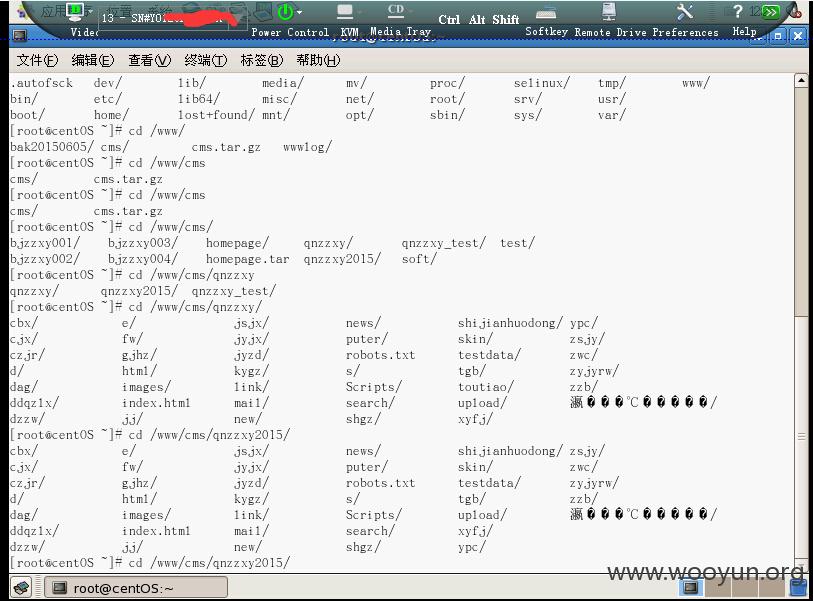 13 - SN#Y012
Video Power Control KVM Media Tray Ctrl Alt Shift Softkey Remote Drive Preferences Help
文件(F) 编辑(E) 查看(V) 终端(T) 标签(B) 帮助(H)
.autofsck dev/ lib/ media/ mv/ proc/ selinux/ tmp/ www/
bin/ etc/ lib64/ misc/ net/ root/ srv/ usr/
boot/ home/ lost+found/ mnt/ opt/ sbin/ sys/ var/
[root@centOS ~]# cd /www/
bak20150605/ cms/ cms.tar.gz wwwlog/
[root@centOS ~]# cd /www/cms
cms/ cms.tar.gz
[root@centOS ~]# cd /www/cms
cms/ cms.tar.gz
[root@centOS ~]# cd /www/cms/
bjzzxy001/ bjzzxy003/ homepage/ qnzzxy/ qnzzxy_test/ test/
bjzzxy002/ bjzzxy004/ homepage.tar qnzzxy2015/ soft/
[root@centOS ~]# cd /www/cms/qnzzxy
qnzzxy/ qnzzxy2015/ qnzzxy_test/
[root@centOS ~]# cd /www/cms/qnzzxy/
cbx/ e/ jsjx/ news/ shijianhuodong/ ypc/
cjx/ fw/ jyjx/ puter/ skin/ zsjy/
czjr/ gjhz/ jyzd/ robots.txt testdata/ zwc/
d/ html/ kygz/ s/ tgb/ zyjyrw/
dag/ images/ link/ Scripts/ toutiao/ zzb/
ddqzlx/ index.html mail/ search/ upload/ 瀛���℃�����/
dzzw/ jj/ new/ shgz/ xyfj/
[root@centOS ~]# cd /www/cms/qnzzxy2015/
cbx/ e/ jsjx/ news/ shijianhuodong/ zsjy/
cjx/ fw/ jyjx/ puter/ skin/ zwc/
czjr/ gjhz/ jyzd/ robots.txt testdata/ zyjyrw/
d/ html/ kygz/ s/ tgb/ zzb/
dag/ images/ link/ Scripts/ upload/ 瀛���℃�����/
ddqzlx/ index.html mail/ search/ xyfj/
dzzw/ jj/ new/ shgz/ ypc/
[root@centOS ~]# cd /www/cms/qnzzxy2015/
www.wooyun.org
root@centOS:~